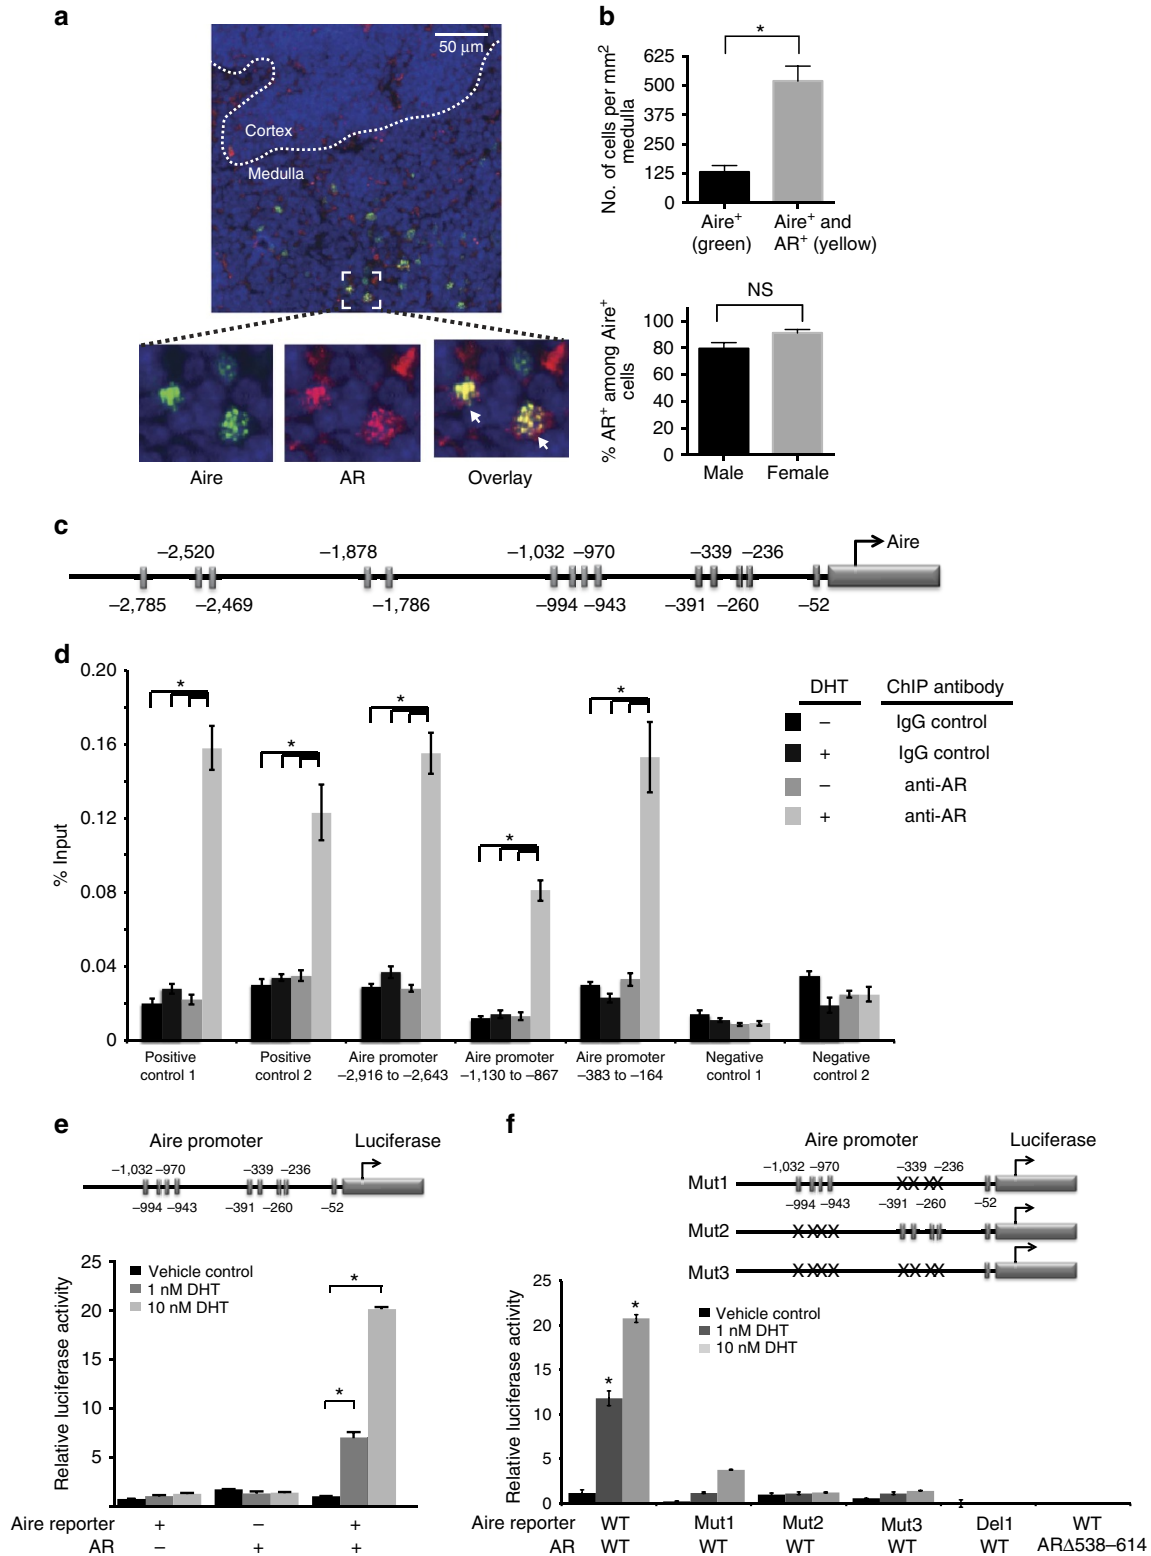 a
50 µm
Cortex
Medulla
Aire
AR
Overlay
b
*
No. of cells per mm2
medulla
625
500
375
250
125
0
Aire+
(green)
Aire+ and
AR+ (yellow)
NS
% AR+ among Aire+
cells
100
80
60
40
20
0
Male
Female
c
–2,520
–1,878
–1,032
–970
–339
–236
Aire
–2,785
–2,469
–1,786
–994
–943
–391
–260
–52
d
% Input
0.20
0.16
0.12
0.08
0.04
0
*
*
*
*
*
DHT
ChIP antibody
–
IgG control
+
IgG control
–
anti-AR
+
anti-AR
Positive
control 1
Positive
control 2
Aire promoter
–2,916 to –2,643
Aire promoter
–1,130 to –867
Aire promoter
–383 to –164
Negative
control 1
Negative
control 2
e
Aire promoter
Luciferase
–1,032
–970
–339
–236
–994
–943
–391
–260
–52
Relative luciferase activity
25
20
15
10
5
Vehicle control
1 nM DHT
10 nM DHT
*
*
Aire reporter
+
–
+
AR
–
+
+
f
Aire promoter
Luciferase
–1,032
–970
–339
–236
Mut1
XX XX
–994
–943
–391
–260
–52
Mut2
X XXX
Mut3
X XXX XX XX
Relative luciferase activity
25
20
15
10
5
0
Vehicle control
1 nM DHT
10 nM DHT
*
*
Aire reporter
WT
Mut1
Mut2
Mut3
Del1
WT
AR
WT
WT
WT
WT
WT
ARΔ538–614